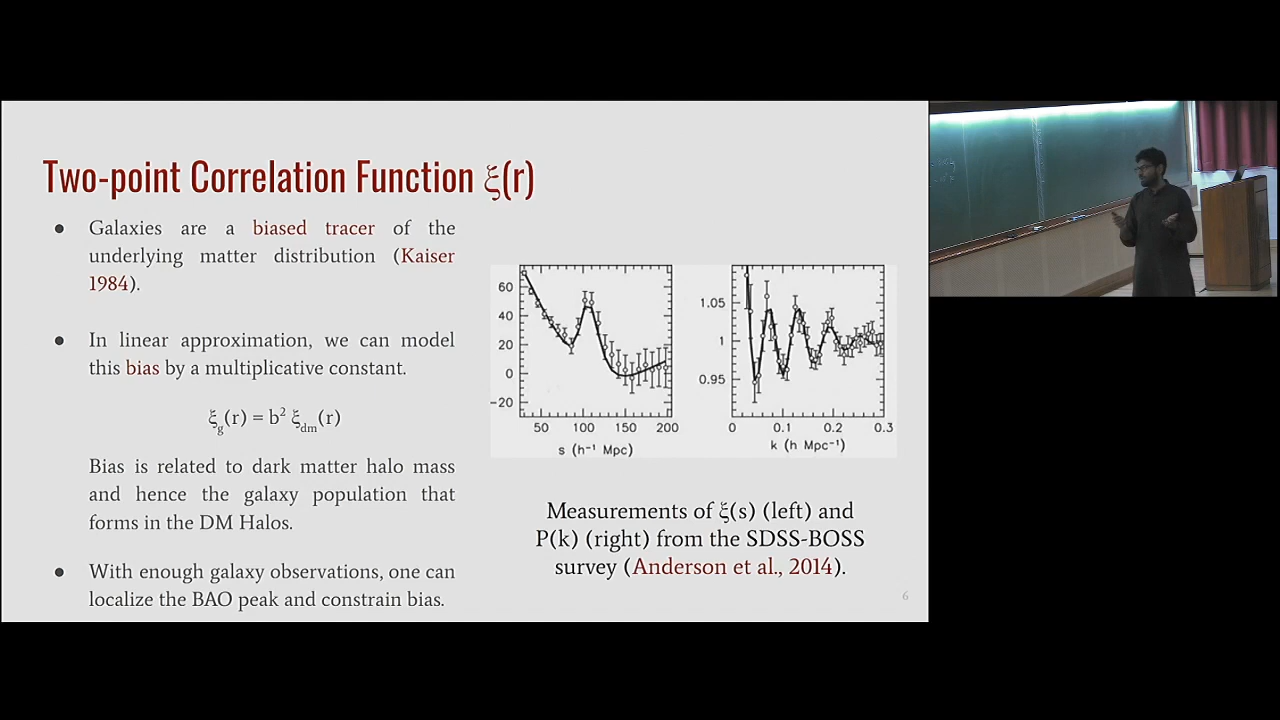 Two-point Correlation Function ξ(r)
● Galaxies are a biased tracer of the
underlying matter distribution (Kaiser
1984).
● In linear approximation, we can model
this bias by a multiplicative constant.
ξg(r) = b² ξdm(r)
Bias is related to dark matter halo mass
and hence the galaxy population that
forms in the DM Halos.
● With enough galaxy observations, one can
localize the BAO peak and constrain bias.
60
40
20
0
−20
50 100 150 200
s (h⁻¹ Mpc)
1.05
1
0.95
0 0.1 0.2 0.3
k (h Mpc⁻¹)
Measurements of ξ(s) (left) and
P(k) (right) from the SDSS-BOSS
survey (Anderson et al., 2014).
6